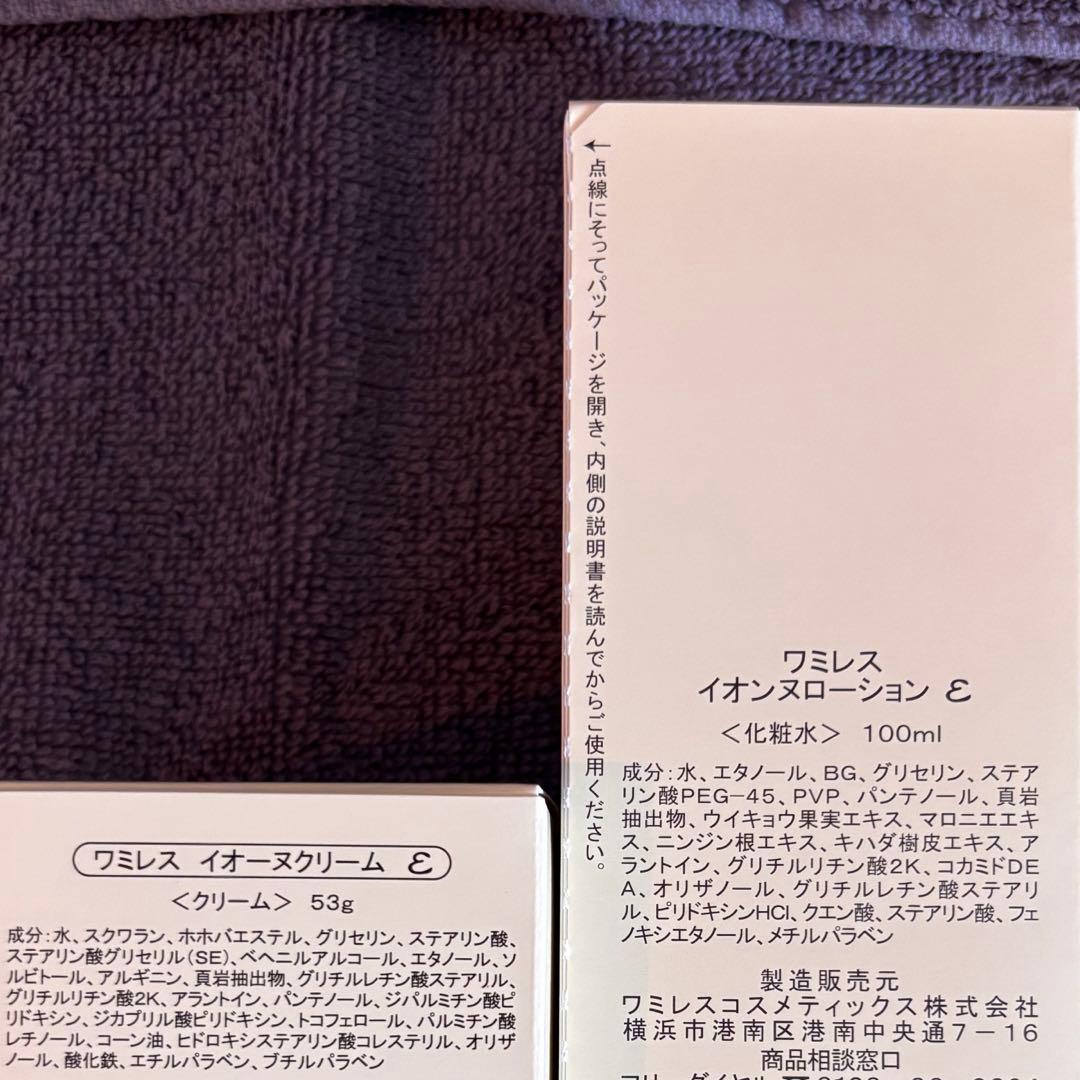 ←点線にそってパッケージを開き、内側の説明書を読んでからご使用ください。
ワミレス
イオンヌローション ε
＜化粧水＞ 100ml
成分:水、エタノール、BG、グリセリン、ステア
リン酸PEG-45、PVP、パンテノール、頁岩
抽出物、ウイキョウ果実エキス、マロニエエキ
ス、ニンジン根エキス、キハダ樹皮エキス、ア
ラントイン、グリチルリチン酸2K、コカミドDE
A、オリザノール、グリチルレチン酸ステアリ
ル、ピリドキシンHCl、クエン酸、ステアリン酸、フェ
ノキシエタノール、メチルパラベン
製造販売元
ワミレスコスメティックス株式会社
横浜市港南区港南中央通7-16
商品相談窓口
ワミレス イオーヌクリーム ε
＜クリーム＞ 53g
成分:水、スクワラン、ホホバエステル、グリセリン、ステアリン酸、
ステアリン酸グリセリル(SE)、ベヘニルアルコール、エタノール、ソ
ルビトール、アルギニン、頁岩抽出物、グリチルレチン酸ステアリル、
グリチルリチン酸2K、アラントイン、パンテノール、ジパルミチン酸ピ
リドキシン、ジカプリル酸ピリドキシン、トコフェロール、パルミチン酸
レチノール、コーン油、ヒドロキシステアリン酸コレステリル、オリザ
ノール、酸化鉄、エチルパラベン、ブチルパラベン